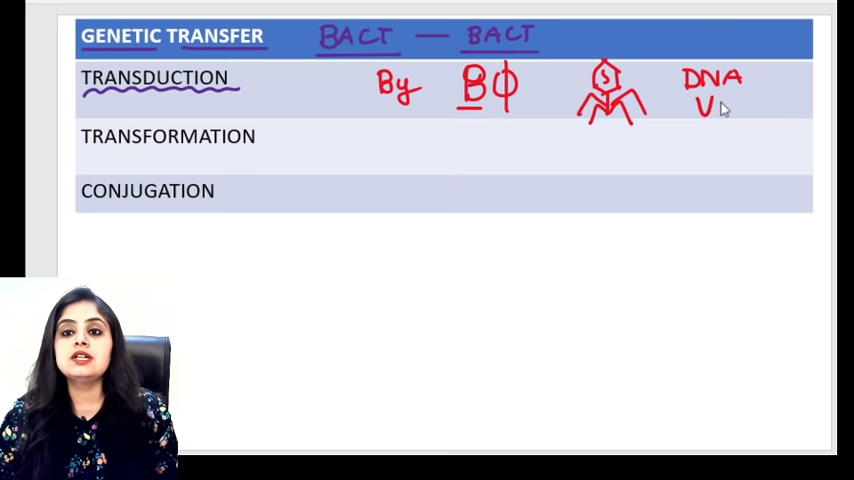 GENETIC TRANSFER BACT — BACT
TRANSDUCTION By Bϕ DNA
V
TRANSFORMATION
CONJUGATION